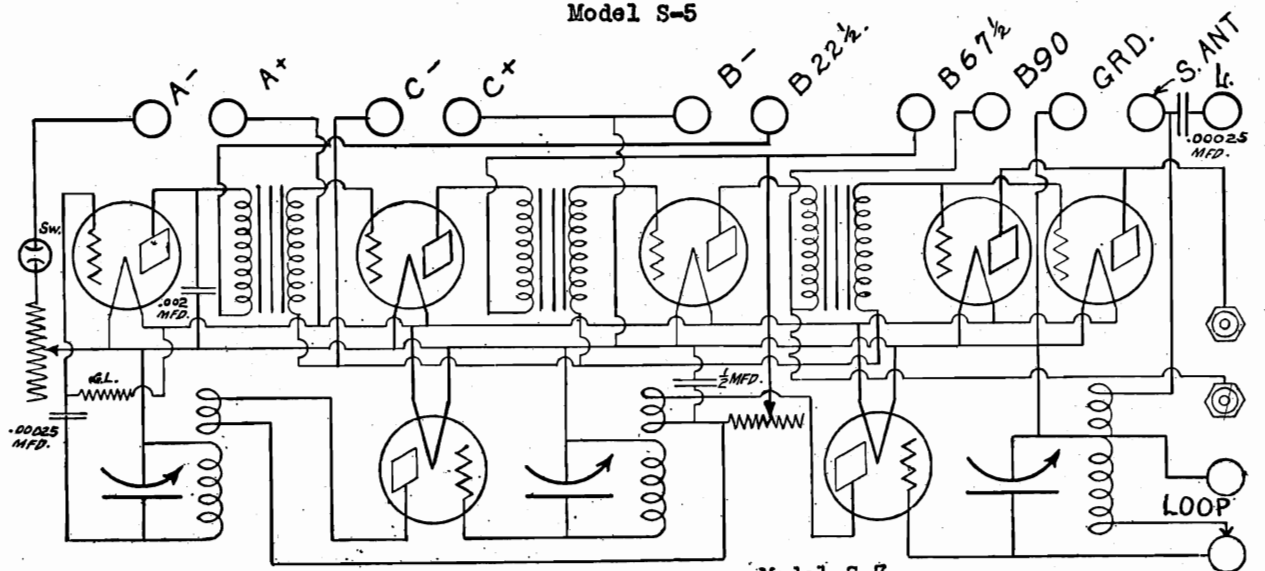 Model S-5
A-
A+
C-
C+
B-
B 22½.
B 67½
B90
GRD.
S. ANT
L.
.00025
MFD.
Sw.
.002
MFD.
G.L.
½ MFD.
.00025
MFD.
LOOP